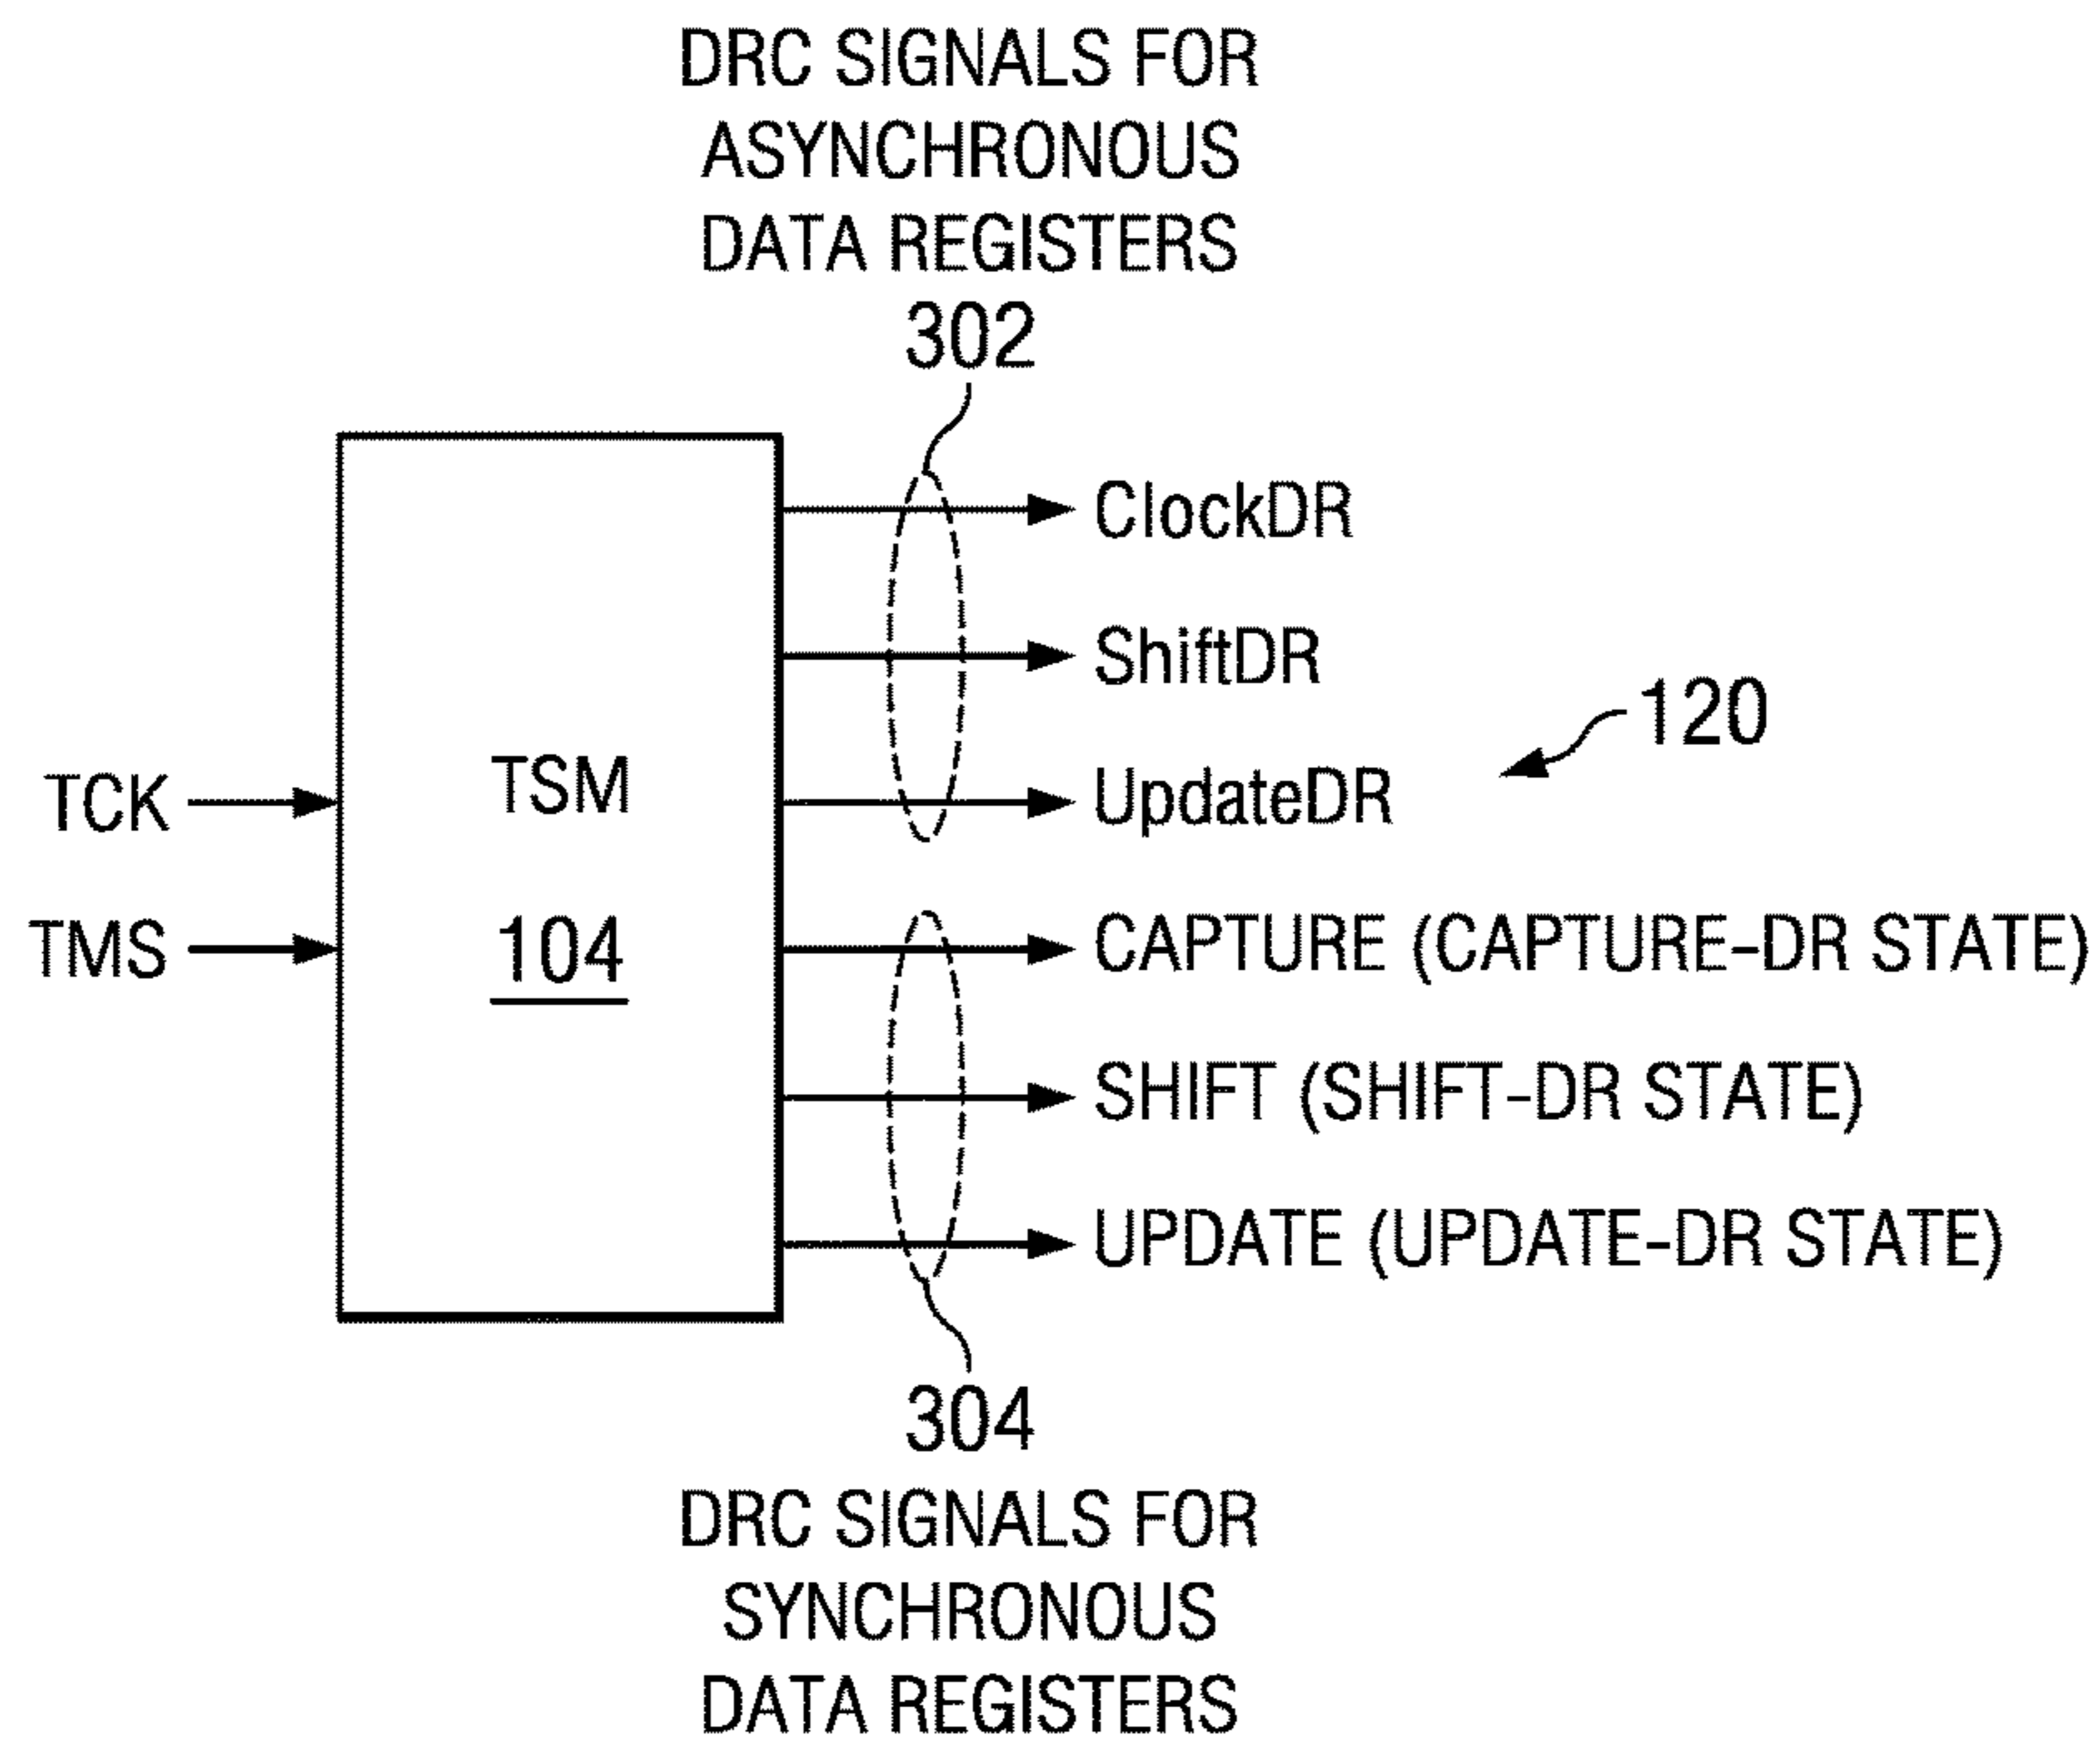 DRC SIGNALS FOR
ASYNCHRONOUS
DATA REGISTERS
302
ClockDR
ShiftDR
120
TCK
TSM
UpdateDR
TMS
104
CAPTURE (CAPTURE-DR STATE)
SHIFT (SHIFT-DR STATE)
UPDATE (UPDATE-DR STATE)
304
DRC SIGNALS FOR
SYNCHRONOUS
DATA REGISTERS